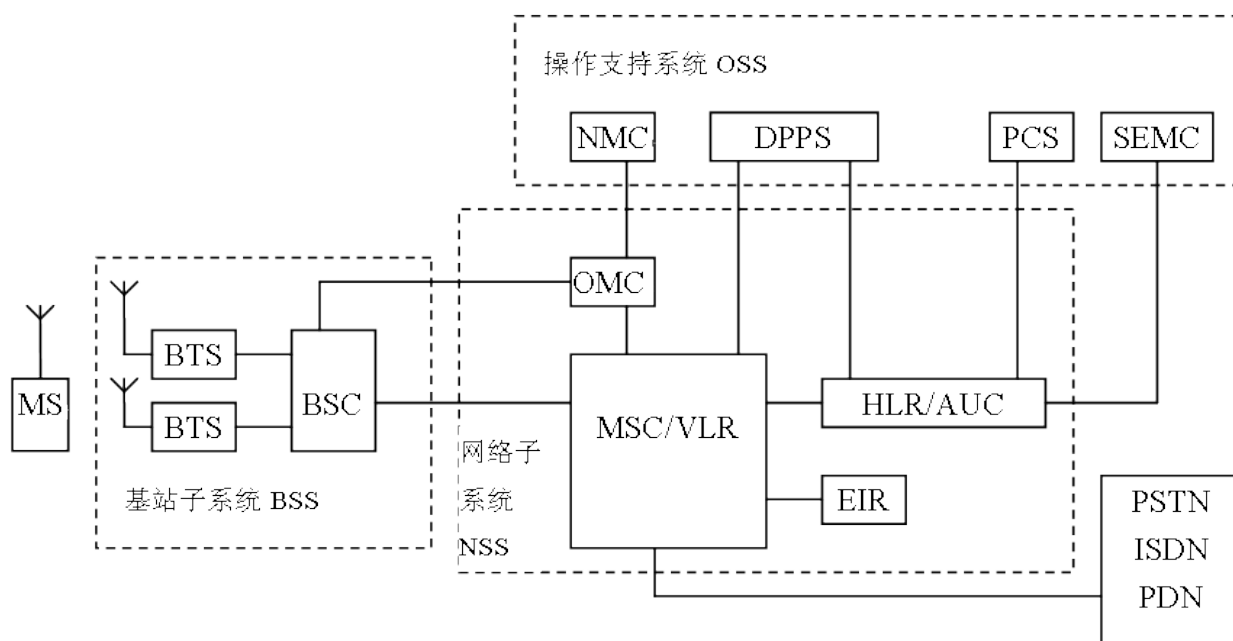 操作支持系统 OSS
NMC
DPPS
PCS
SEMC
OMC
BTS
BTS
BSC
MS
基站子系统 BSS
MSC/VLR
HLR/AUC
EIR
网络子
系统
NSS
PSTN
ISDN
PDN